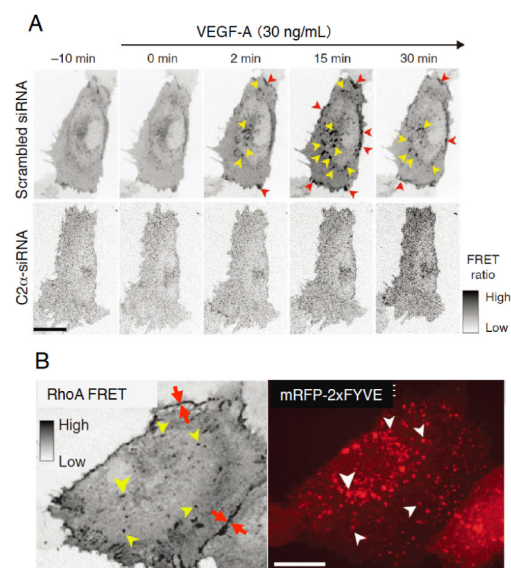 A
VEGF-A (30 ng/mL)
–10 min 0 min 2 min 15 min 30 min
Scrambled siRNA
C2α-siRNA
FRET
ratio
High
Low
B
RhoA FRET
High
Low
mRFP-2xFYVE